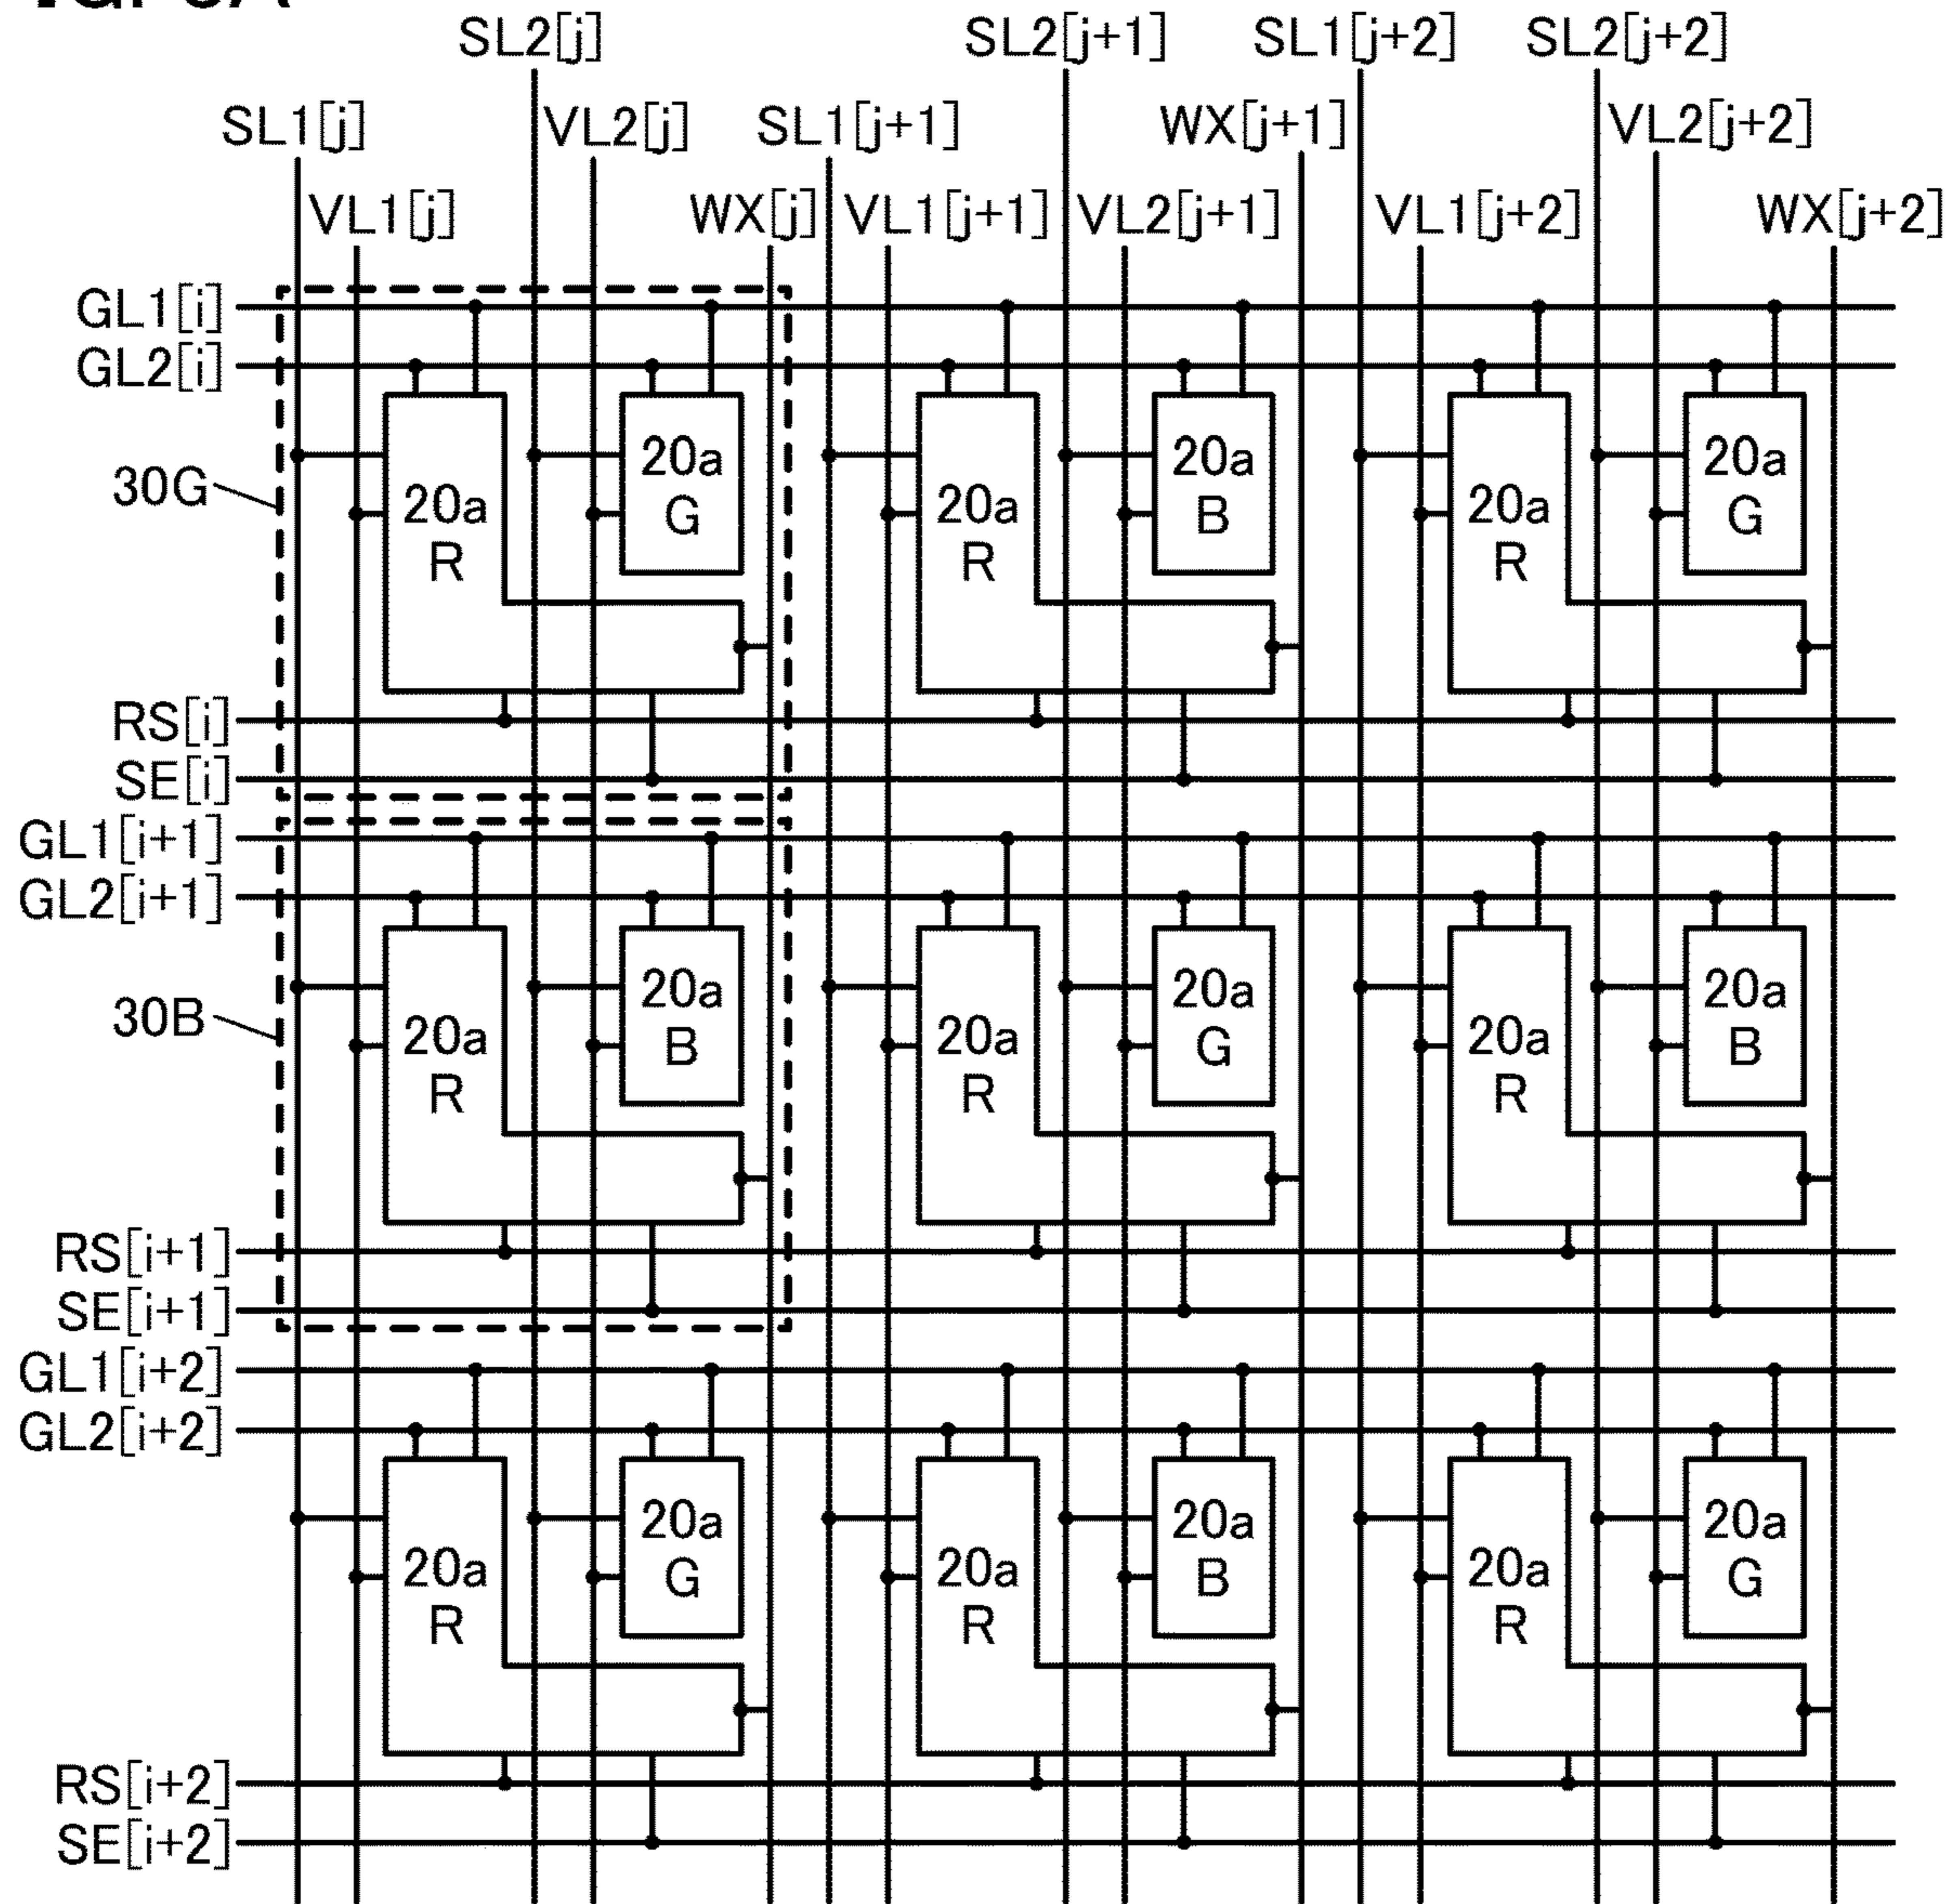 SL2[j] SL2[j+1] SL1[j+2] SL2[j+2]
SL1[j] VL2[j] SL1[j+1] WX[j+1] VL2[j+2]
VL1[j] WX[j] VL1[j+1] VL2[j+1] VL1[j+2] WX[j+2]
GL1[i]
GL2[i]
30G
20a R
20a G
20a R
20a B
20a R
20a G
RS[i]
SE[i]
GL1[i+1]
GL2[i+1]
30B
20a R
20a B
20a R
20a G
20a R
20a B
RS[i+1]
SE[i+1]
GL1[i+2]
GL2[i+2]
20a R
20a G
20a R
20a B
20a R
20a G
RS[i+2]
SE[i+2]